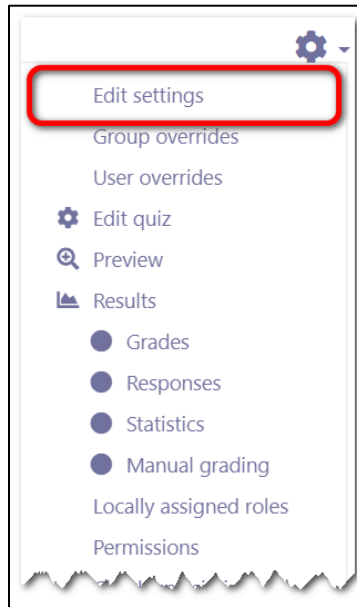 Edit settings
Group overrides
User overrides
Edit quiz
Preview
Results
Grades
Responses
Statistics
Manual grading
Locally assigned roles
Permissions